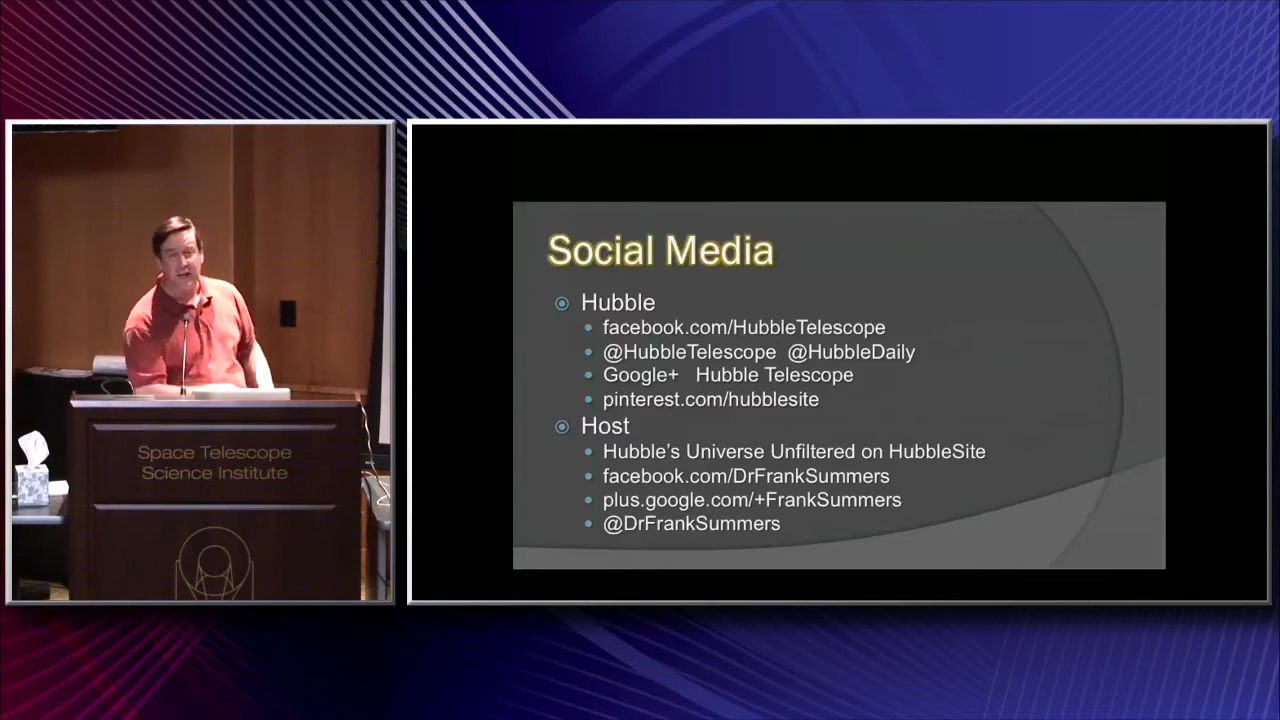 Space Telescope
Science Institute
Social Media
Hubble
facebook.com/HubbleTelescope
@HubbleTelescope @HubbleDaily
Google+ Hubble Telescope
pinterest.com/hubblesite
Host
Hubble's Universe Unfiltered on HubbleSite
facebook.com/DrFrankSummers
plus.google.com/+FrankSummers
@DrFrankSummers